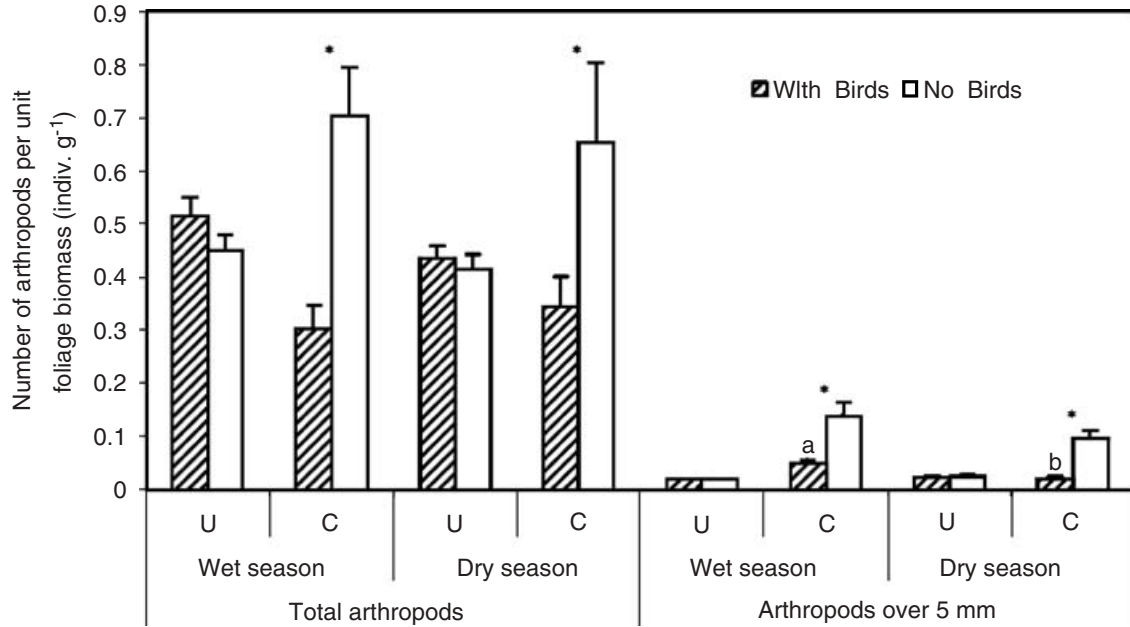 Number of arthropods per unit
foliage biomass (indiv. g⁻¹)
0.9
0.8
0.7
0.6
0.5
0.4
0.3
0.2
0.1
0
* * WIth Birds No Birds
* *
a b
U C U C U C U C
Wet season Dry season Wet season Dry season
Total arthropods Arthropods over 5 mm